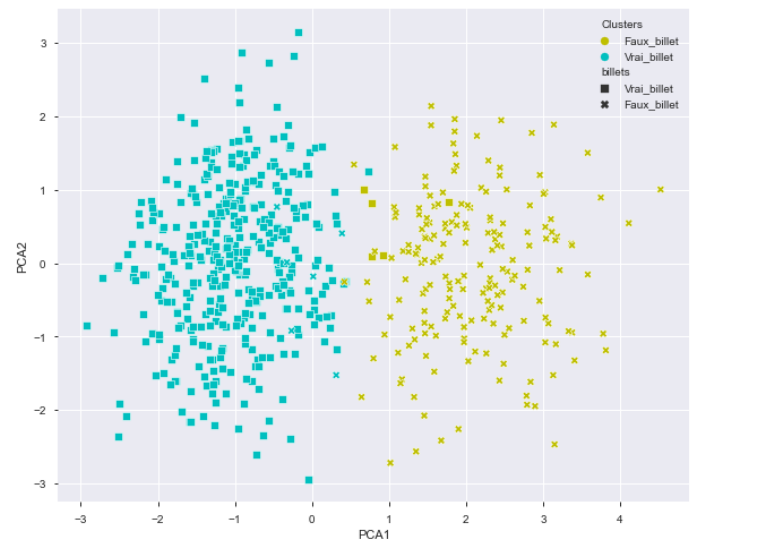 Clusters
Faux_billet
Vrai_billet
billets
Vrai_billet
Faux_billet
3
2
1
0
−1
−2
−3
PCA2
−3 −2 −1 0 1 2 3 4
PCA1